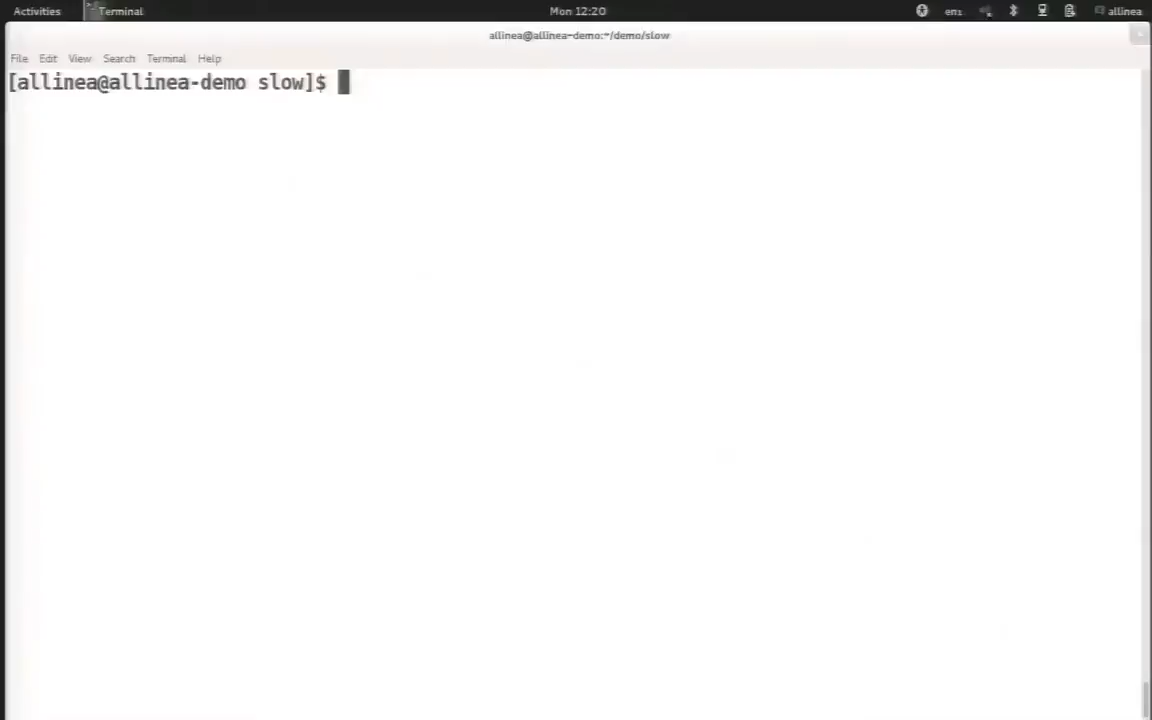 Activities Terminal Mon 12:20 en₁ allinea
allinea@allinea-demo:~/demo/slow
File Edit View Search Terminal Help
[allinea@allinea-demo slow]$